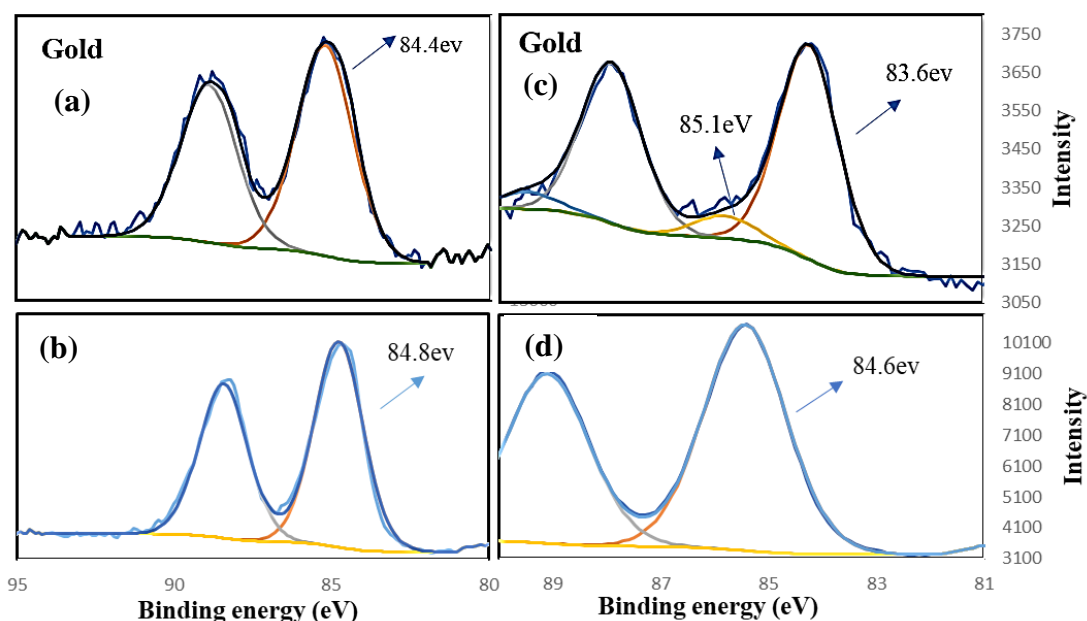 Gold
(a)
84.4ev
Gold
(c)
85.1eV
83.6ev
3750
3650
3550
3450
3350
3250
3150
3050
Intensity
(b)
84.8ev
(d)
84.6ev
10100
9100
8100
7100
6100
5100
4100
3100
Intensity
95 90 85 80
89 87 85 83 81
Binding energy (eV)
Binding energy (eV)